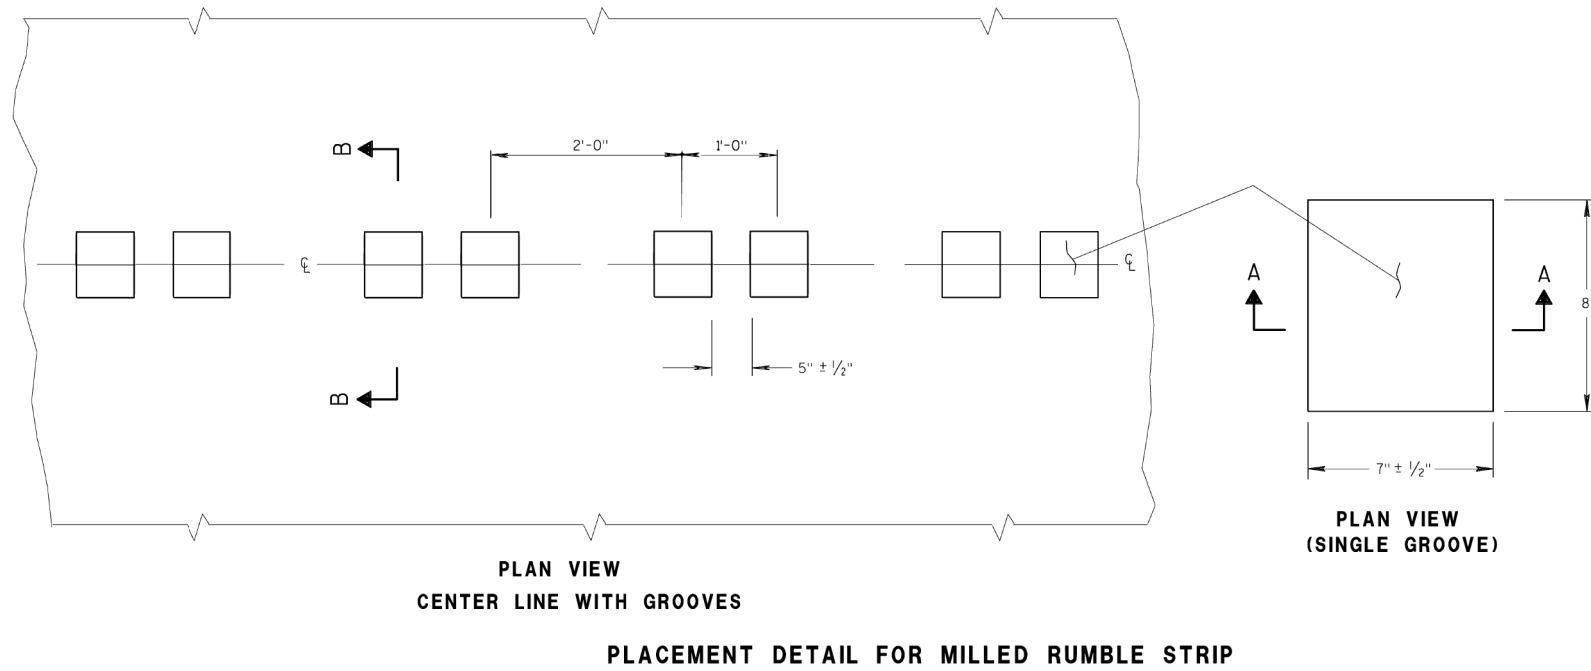 B
2'-0"
1'-0"
℄
℄
A
A
8
5" ± 1/2"
B
7" ± 1/2"
PLAN VIEW
(SINGLE GROOVE)
PLAN VIEW
CENTER LINE WITH GROOVES
PLACEMENT DETAIL FOR MILLED RUMBLE STRIP